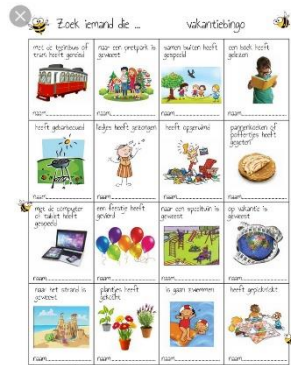 Zoek iemand die ... vakantiebingo
met de trein/bus of tram heeft gereisd
naar een pretpark is geweest
samen buiten heeft gespeeld
een boek heeft gelezen
naam
naam
naam
naam
heeft gebarbecued
liedjes heeft gezongen
heeft opgeruimd
pannenkoeken of poffertjes heeft gegeten
naam
naam
naam
naam
met de computer of tablet heeft gespeeld
een feestje heeft gevierd
naar een speeltuin is geweest
op vakantie is geweest
naam
naam
naam
naam
naar het strand is geweest
plantjes heeft gekocht
is gaan zwemmen
heeft gepicknickt
naam
naam
naam
naam